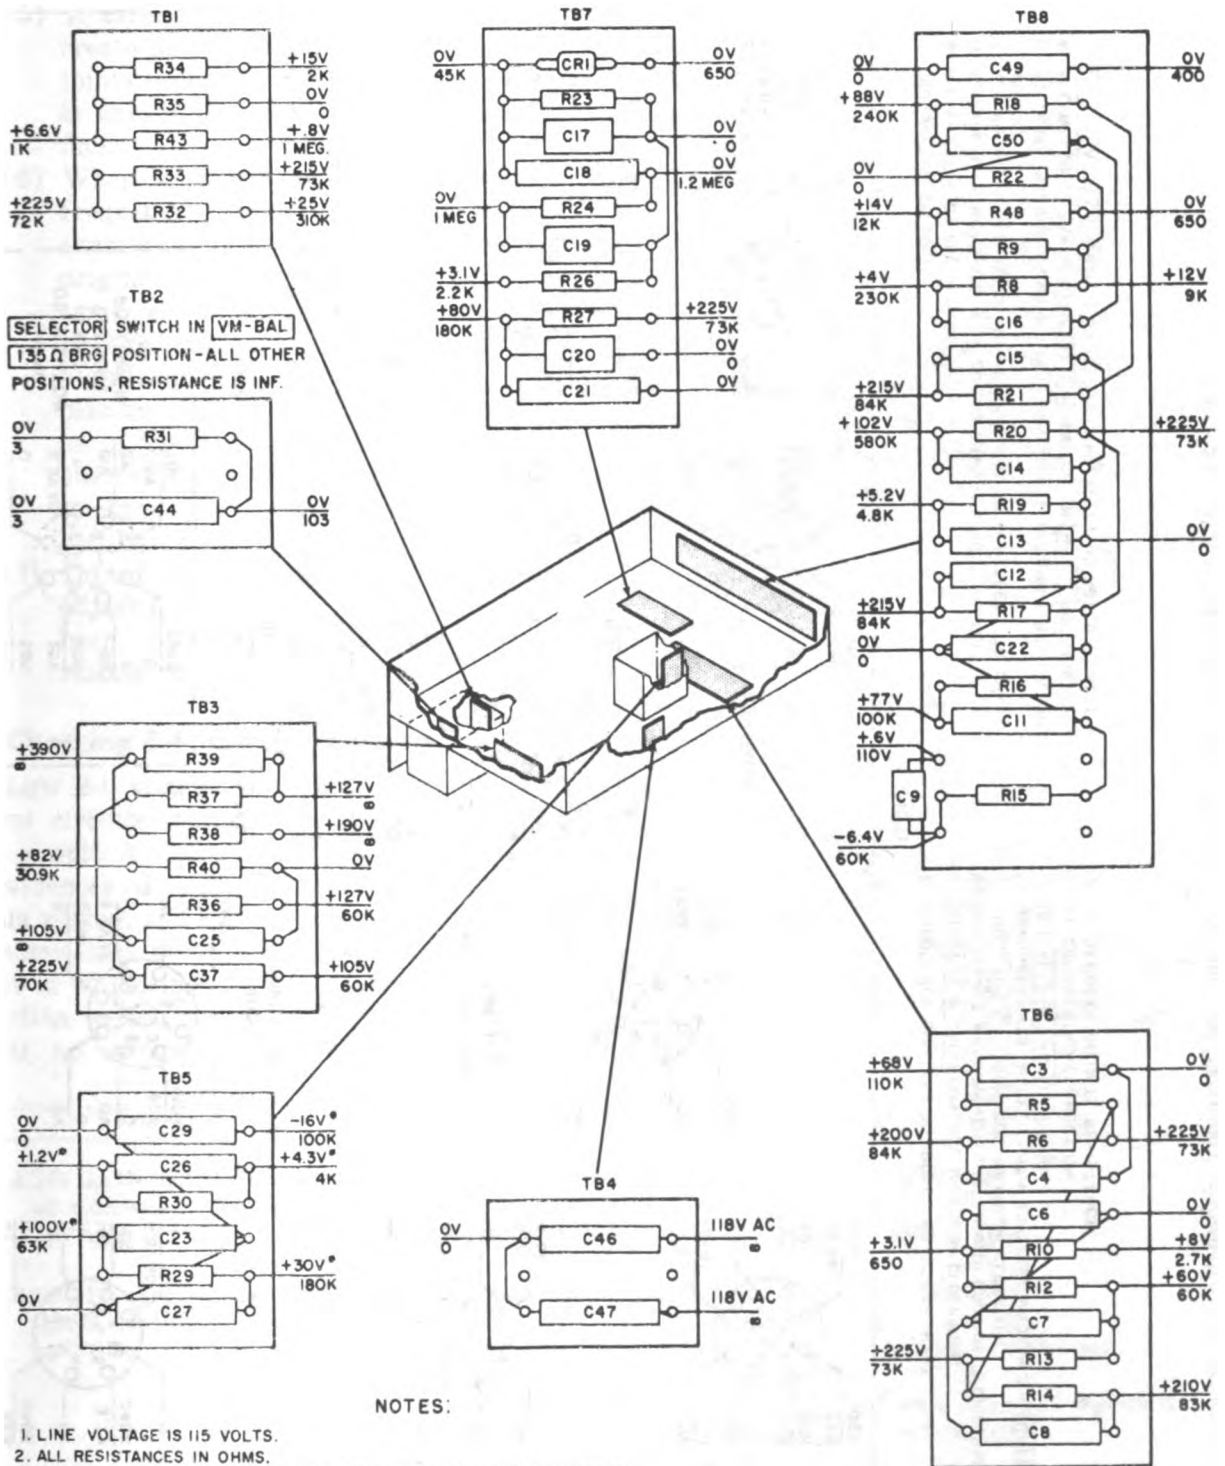 TB1
R34
+15V
2K
R35
0V
0
+6.6V
1K
R43
+.8V
1 MEG.
R33
+215V
73K
+225V
72K
R32
+25V
310K
TB7
0V
45K
CR1
0V
650
R23
C17
0V
0
C18
0V
1.2 MEG
0V
1 MEG
R24
C19
+3.1V
2.2K
R26
+80V
180K
R27
+225V
73K
C20
0V
0
C21
0V
TB8
0V
0
C49
0V
400
+88V
240K
R18
C50
0V
0
R22
+14V
12K
R48
0V
650
R9
+4V
230K
R8
+12V
9K
C16
C15
+215V
84K
R21
+102V
580K
R20
+225V
73K
C14
+5.2V
4.8K
R19
C13
0V
0
C12
+215V
84K
R17
0V
0
C22
R16
+77V
100K
C11
+.6V
110V
C9
R15
-6.4V
60K
TB2
SELECTOR SWITCH IN VM-BAL
135 Ω BRG POSITION-ALL OTHER
POSITIONS, RESISTANCE IS INF.
0V
3
R31
0V
3
C44
0V
103
TB3
+390V
∞
R39
R37
+127V
∞
R38
+190V
∞
+82V
30.9K
R40
0V
R36
+127V
60K
+105V
∞
C25
+225V
70K
C37
+105V
60K
TB5
0V
0
C29
-16V*
100K
+1.2V*
C26
+4.3V*
4K
R30
+100V*
63K
C23
R29
+30V*
180K
0V
0
C27
TB4
0V
0
C46
118V AC
∞
C47
118V AC
∞
TB6
+68V
110K
C3
0V
0
R5
+200V
84K
R6
+225V
73K
C4
C6
0V
0
+3.1V
650
R10
+8V
2.7K
R12
+60V
60K
C7
+225V
73K
R13
R14
+210V
83K
C8
NOTES:
1. LINE VOLTAGE IS 115 VOLTS.
2. ALL RESISTANCES IN OHMS.